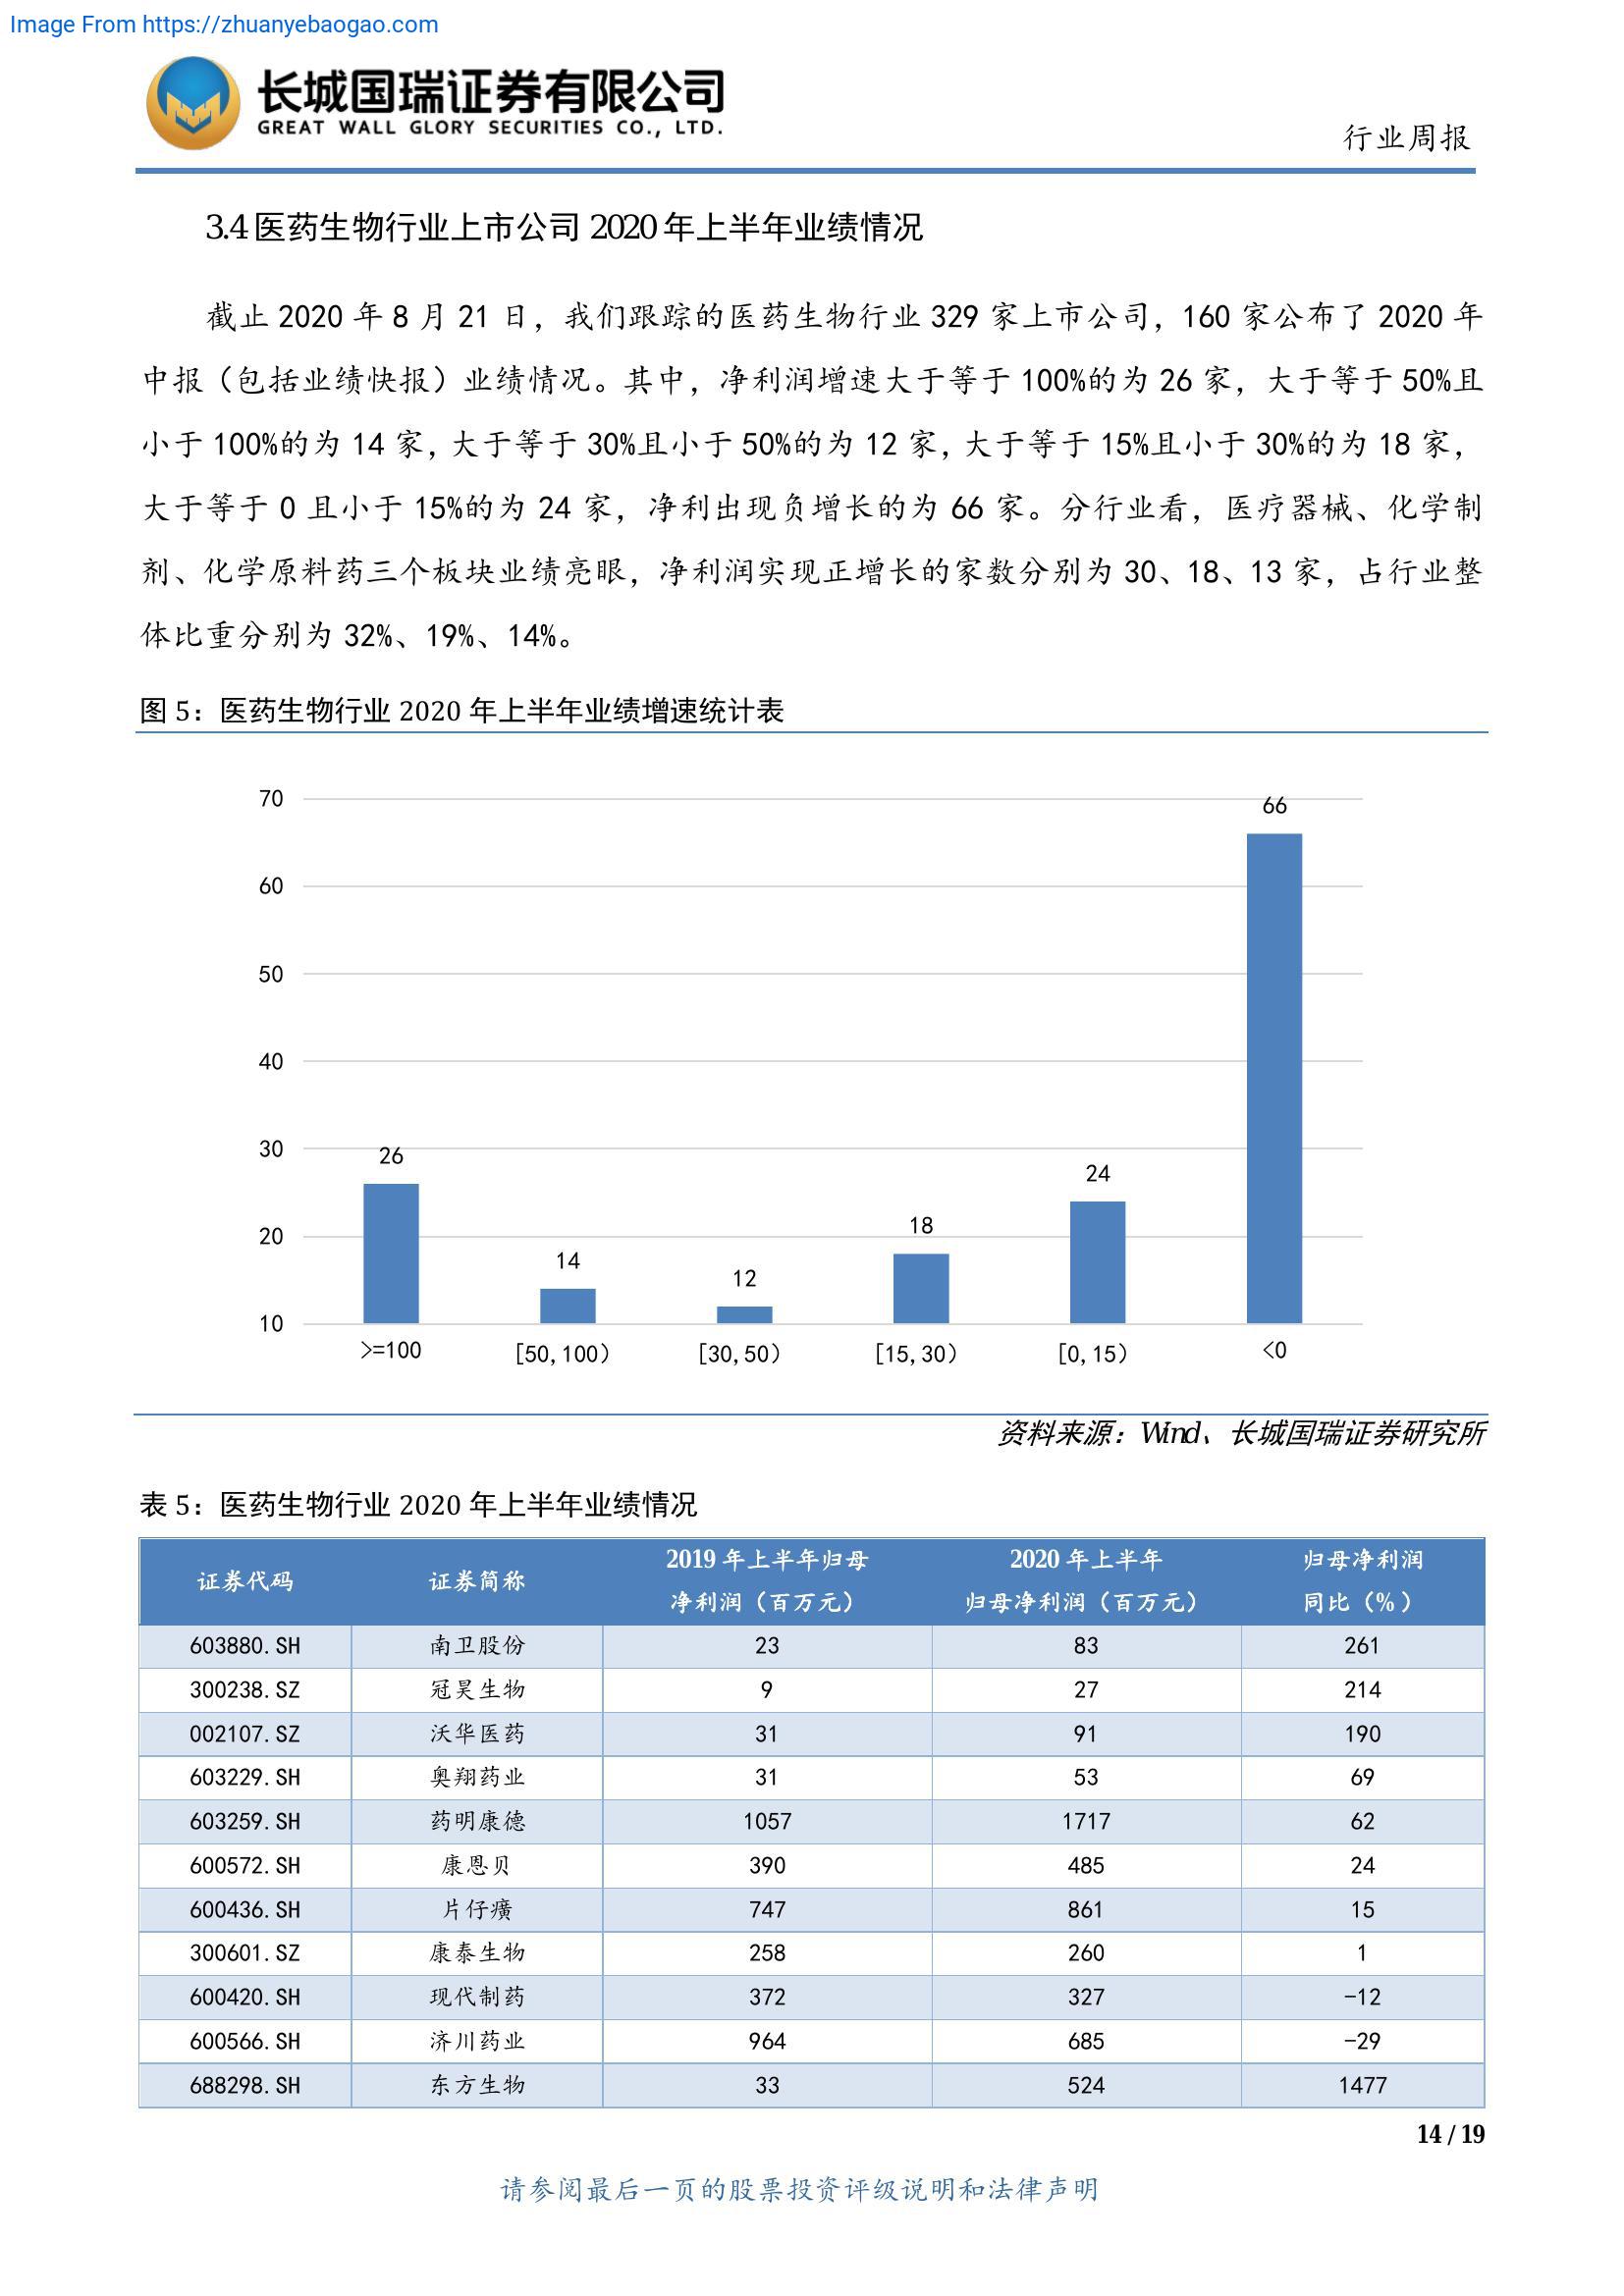 Image From https://zhuanyebaogao.com
长城国瑞证券有限公司
GREAT WALL GLORY SECURITIES CO., LTD.
行业周报
3.4 医药生物行业上市公司 2020 年上半年业绩情况
截止 2020 年 8 月 21 日，我们跟踪的医药生物行业 329 家上市公司，160 家公布了 2020 年
中报（包括业绩快报）业绩情况。其中，净利润增速大于等于 100%的为 26 家，大于等于 50%且
小于 100%的为 14 家，大于等于 30%且小于 50%的为 12 家，大于等于 15%且小于 30%的为 18 家，
大于等于 0 且小于 15%的为 24 家，净利出现负增长的为 66 家。分行业看，医疗器械、化学制
剂、化学原料药三个板块业绩亮眼，净利润实现正增长的家数分别为 30、18、13 家，占行业整
体比重分别为 32%、19%、14%。
图 5：医药生物行业 2020 年上半年业绩增速统计表
70
60
50
40
30
20
10
26
14
12
18
24
66
>=100
[50,100)
[30,50)
[15,30)
[0,15)
<0
资料来源：Wind、长城国瑞证券研究所
表 5：医药生物行业 2020 年上半年业绩情况
证券代码 证券简称 2019 年上半年归母净利润（百万元） 2020 年上半年归母净利润（百万元） 归母净利润同比（%）
603880.SH 南卫股份 23 83 261
300238.SZ 冠昊生物 9 27 214
002107.SZ 沃华医药 31 91 190
603229.SH 奥翔药业 31 53 69
603259.SH 药明康德 1057 1717 62
600572.SH 康恩贝 390 485 24
600436.SH 片仔癀 747 861 15
300601.SZ 康泰生物 258 260 1
600420.SH 现代制药 372 327 -12
600566.SH 济川药业 964 685 -29
688298.SH 东方生物 33 524 1477
14 / 19
请参阅最后一页的股票投资评级说明和法律声明